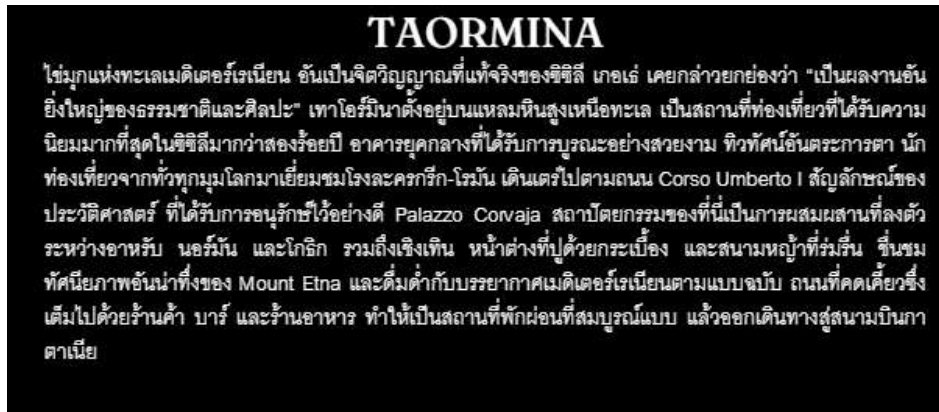 TAORMINA
ไข่มุกแห่งทะเลเมดิเตอร์เรเนียน อันเป็นจิตวิญญาณที่แท้จริงของซิซิลี เกอเธ่ เคยกล่าวยกย่องว่า "เป็นผลงานอัน
ยิ่งใหญ่ของธรรมชาติและศิลปะ" เทาโอร์มินาตั้งอยู่บนแหลมหินสูงเหนือทะเล เป็นสถานที่ท่องเที่ยวที่ได้รับความ
นิยมมากที่สุดในซิซิลีมากว่าสองร้อยปี อาคารยุคกลางที่ได้รับการบูรณะอย่างสวยงาม ทิวทัศน์อันตระการตา นัก
ท่องเที่ยวจากทั่วทุกมุมโลกมาเยี่ยมชมโรงละครกรีก-โรมัน เดินเตร่ไปตามถนน Corso Umberto I สัญลักษณ์ของ
ประวัติศาสตร์ ที่ได้รับการอนุรักษ์ไว้อย่างดี Palazzo Corvaja สถาปัตยกรรมของที่นี่เป็นการผสมผสานที่ลงตัว
ระหว่างอาหรับ นอร์มัน และโกธิก รวมถึงเชิงเทิน หน้าต่างที่ปูด้วยกระเบื้อง และสนามหญ้าที่ร่มรื่น ชื่นชม
ทัศนียภาพอันน่าทึ่งของ Mount Etna และดื่มด่ำกับบรรยากาศเมดิเตอร์เรเนียนตามแบบฉบับ ถนนที่คดเคี้ยวซึ่ง
เต็มไปด้วยร้านค้า บาร์ และร้านอาหาร ทำให้เป็นสถานที่พักผ่อนที่สมบูรณ์แบบ แล้วออกเดินทางสู่สนามบินกา
ตาเนีย